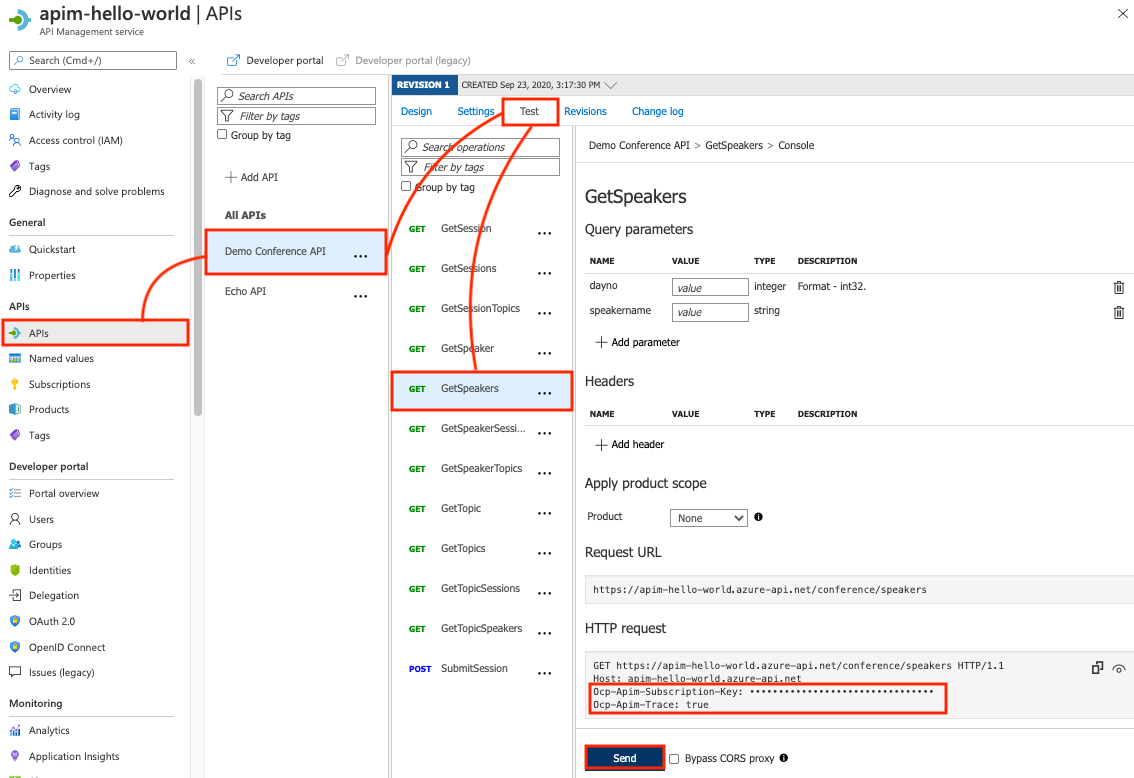 apim-hello-world | APIs
API Management service
Search (Cmd+/)
«
Overview
Activity log
Access control (IAM)
Tags
Diagnose and solve problems
General
Quickstart
Properties
APIs
APIs
Named values
Subscriptions
Products
Tags
Developer portal
Portal overview
Users
Groups
Identities
Delegation
OAuth 2.0
OpenID Connect
Issues (legacy)
Monitoring
Analytics
Application Insights
Developer portal
Developer portal (legacy)
Search APIs
Filter by tags
Group by tag
Add API
All APIs
Demo Conference API ...
Echo API ...
REVISION 1 CREATED Sep 23, 2020, 3:17:30 PM
Design Settings Test Revisions Change log
Search operations
Filter by tags
Group by tag
GET GetSession ...
GET GetSessions ...
GET GetSessionTopics ...
GET GetSpeaker ...
GET GetSpeakers ...
GET GetSpeakerSessi... ...
GET GetSpeakerTopics ...
GET GetTopic ...
GET GetTopics ...
GET GetTopicSessions ...
GET GetTopicSpeakers ...
POST SubmitSession ...
Demo Conference API > GetSpeakers > Console
GetSpeakers
Query parameters
NAME VALUE TYPE DESCRIPTION
dayno value integer Format - int32.
speakername value string
Add parameter
Headers
NAME VALUE TYPE DESCRIPTION
Add header
Apply product scope
Product None
Request URL
https://apim-hello-world.azure-api.net/conference/speakers
HTTP request
GET https://apim-hello-world.azure-api.net/conference/speakers HTTP/1.1
Host: apim-hello-world.azure-api.net
Ocp-Apim-Subscription-Key: ••••••••••••••••••••••••••••••••
Ocp-Apim-Trace: true
Send Bypass CORS proxy